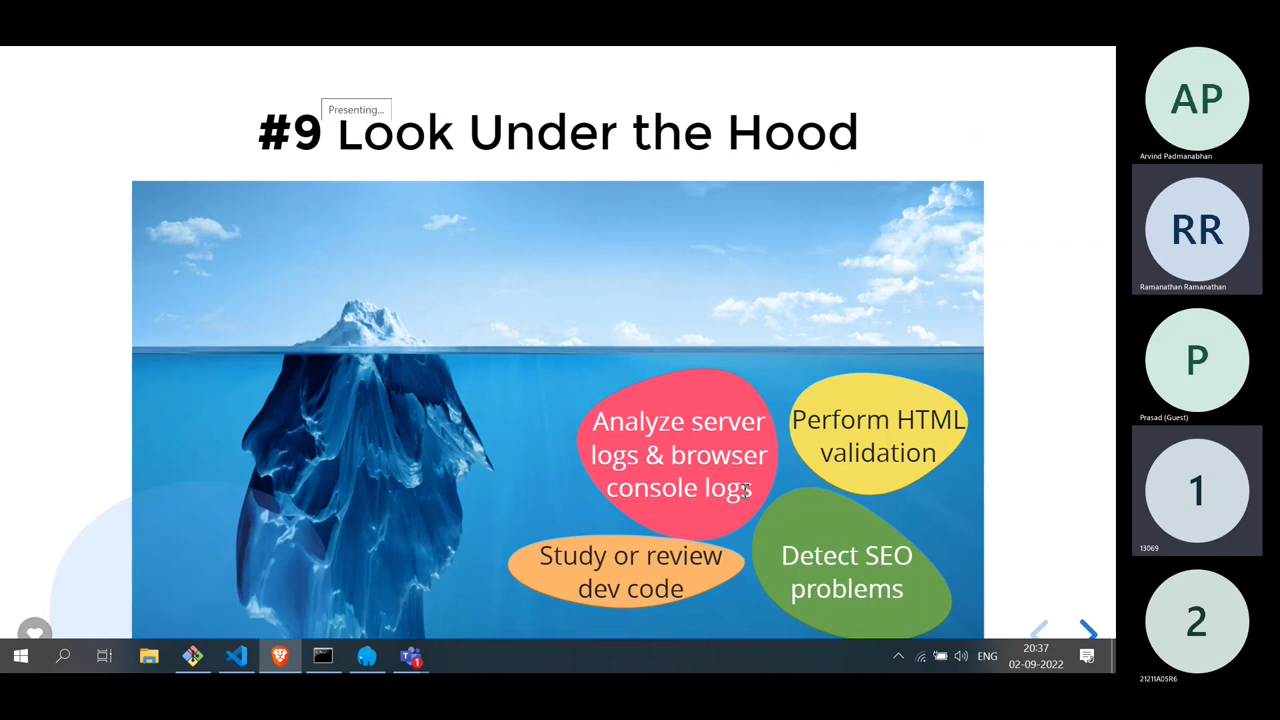 Presenting...
#9 Look Under the Hood
Analyze server
logs & browser
console logs
Perform HTML
validation
Study or review
dev code
Detect SEO
problems
AP
Arvind Padmanabhan
RR
Ramanathan Ramanathan
P
Prasad (Guest)
1
13069
2
21211A05R6
1
ENG
20:37
02-09-2022